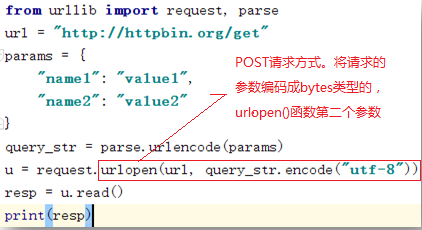 from urllib import request, parse
url = "http://httpbin.org/get"
params = {
"name1": "value1",
"name2": "value2"
}
query_str = parse.urlencode(params)
u = request.urlopen(url, query_str.encode("utf-8"))
resp = u.read()
print(resp)
POST请求方式。将请求的
参数编码成bytes类型的，
urlopen()函数第二个参数